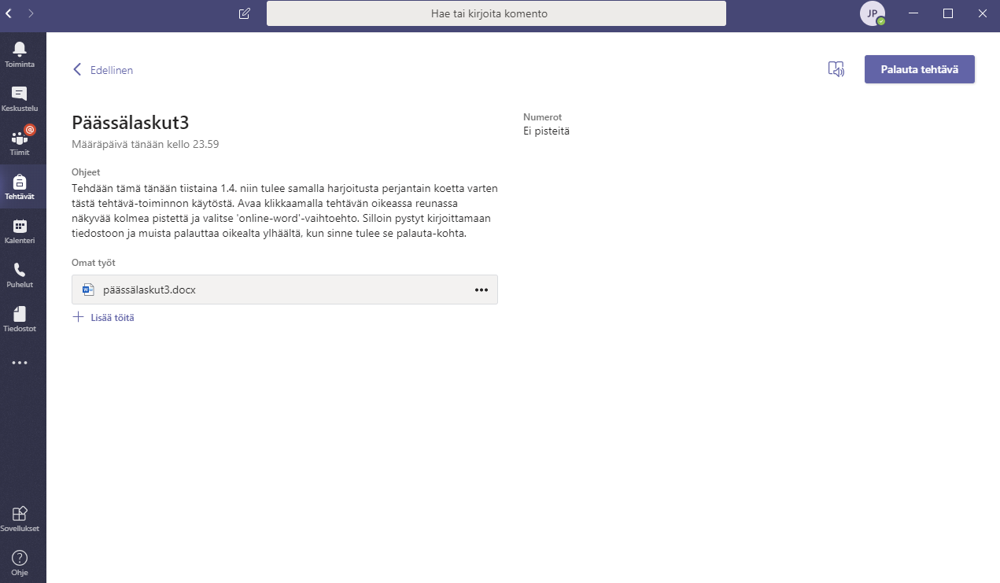 Hae tai kirjoita komento
JP
Toiminta
Keskustelu
Tiimit
Tehtävät
Kalenteri
Puhelut
Tiedostot
Sovellukset
Ohje
Edellinen
Palauta tehtävä
Päässälaskut3
Määräpäivä tänään kello 23.59
Numerot
Ei pisteitä
Ohjeet
Tehdään tämä tänään tiistaina 1.4. niin tulee samalla harjoitusta perjantain koetta varten
tästä tehtävä-toiminnon käytöstä. Avaa klikkaamalla tehtävän oikeassa reunassa
näkyvää kolmea pistettä ja valitse 'online-word'-vaihtoehto. Silloin pystyt kirjoittamaan
tiedostoon ja muista palauttaa oikealta ylhäältä, kun sinne tulee se palauta-kohta.
Omat työt
päässälaskut3.docx
Lisää töitä